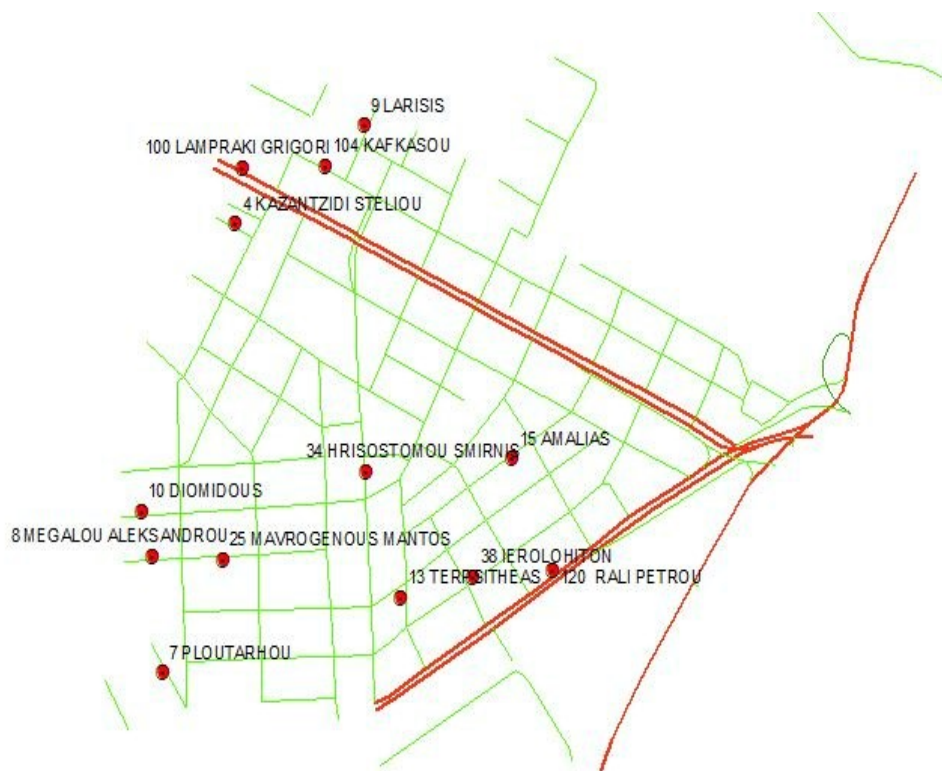 9 LARISIS
100 LAMPRAKI GRIGORI
104 KAFKASOU
4 KAZANTZIDI STELIOU
15 AMALIAS
34 HRISOSTOMOU SMIRNIS
10 DIOMIDOUS
8 MEGALOU ALEKSANDROU
25 MAVROGENOUS MANTOS
38 IEROLOHITON
13 TERPSITHEAS
120 RALI PETROU
7 PLOUTARHOU